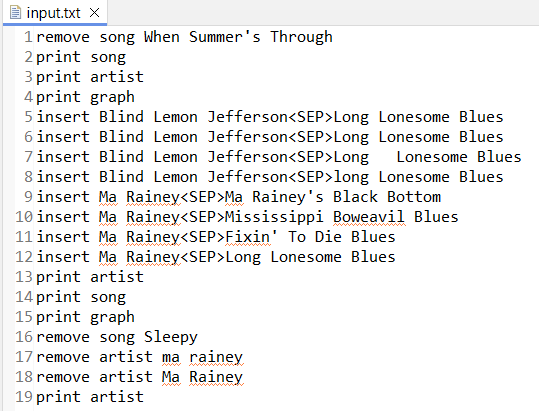 input.txt
1 remove song When Summer's Through
2 print song
3 print artist
4 print graph
5 insert Blind Lemon Jefferson<SEP>Long Lonesome Blues
6 insert Blind Lemon Jefferson<SEP>Long Lonesome Blues
7 insert Blind Lemon Jefferson<SEP>Long   Lonesome Blues
8 insert Blind Lemon Jefferson<SEP>long Lonesome Blues
9 insert Ma Rainey<SEP>Ma Rainey's Black Bottom
10 insert Ma Rainey<SEP>Mississippi Boweavil Blues
11 insert Ma Rainey<SEP>Fixin' To Die Blues
12 insert Ma Rainey<SEP>Long Lonesome Blues
13 print artist
14 print song
15 print graph
16 remove song Sleepy
17 remove artist ma rainey
18 remove artist Ma Rainey
19 print artist